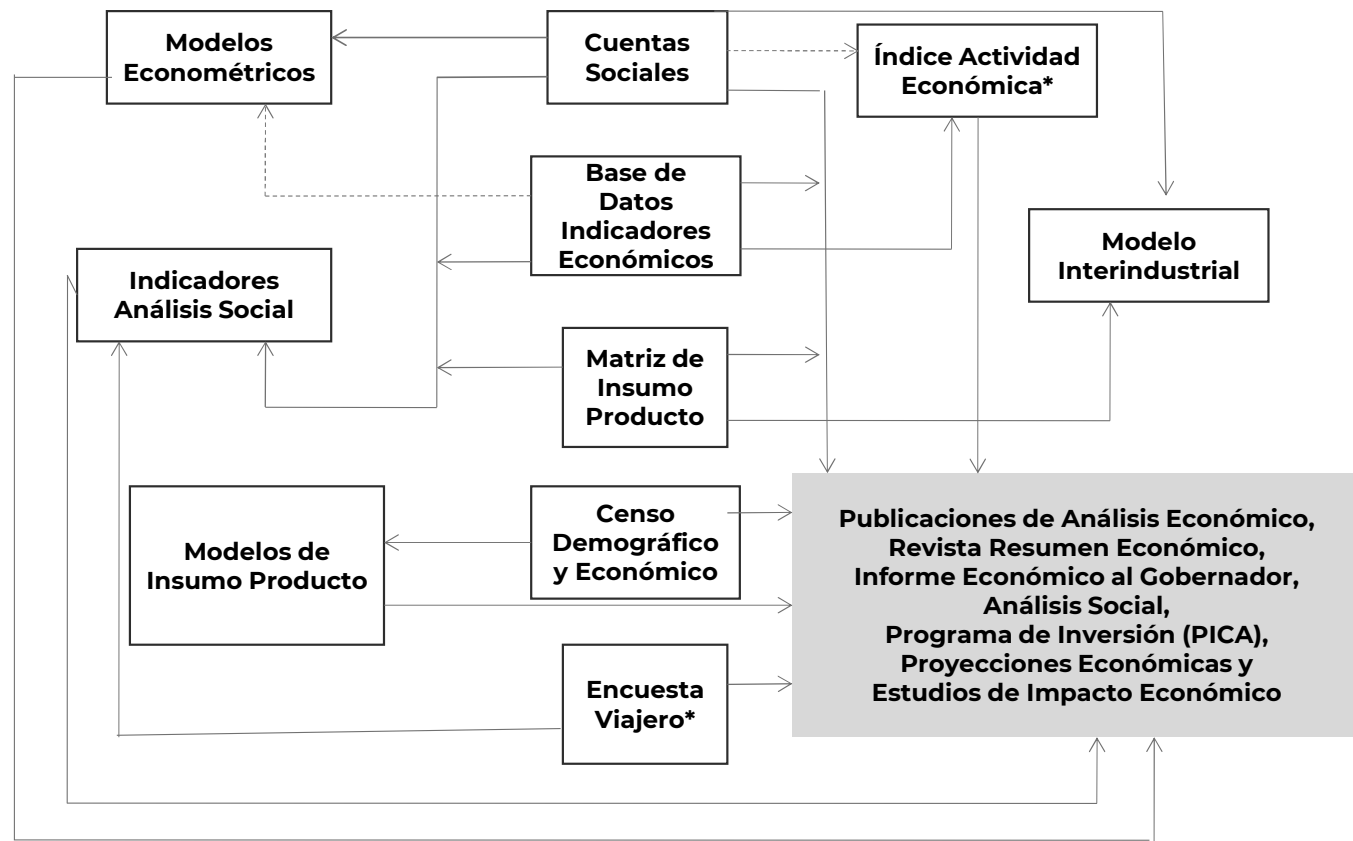 Modelos
Econométricos
Cuentas
Sociales
Índice Actividad
Económica*
Base de
Datos
Indicadores
Económicos
Modelo
Interindustrial
Indicadores
Análisis Social
Matriz de
Insumo
Producto
Modelos de
Insumo Producto
Censo
Demográfico
y Económico
Publicaciones de Análisis Económico,
Revista Resumen Económico,
Informe Económico al Gobernador,
Análisis Social,
Programa de Inversión (PICA),
Proyecciones Económicas y
Estudios de Impacto Económico
Encuesta
Viajero*